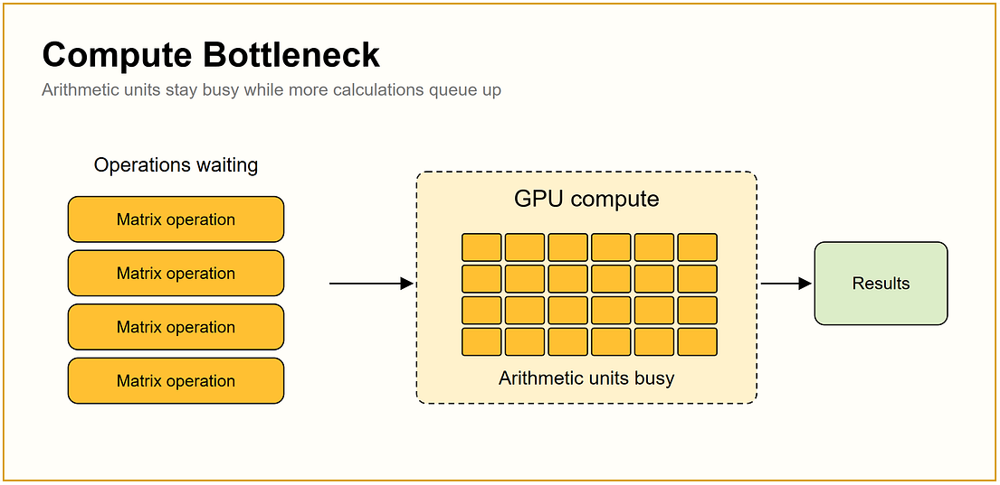 Compute Bottleneck
Arithmetic units stay busy while more calculations queue up
Operations waiting
Matrix operation
Matrix operation
Matrix operation
Matrix operation
GPU compute
Arithmetic units busy
Results